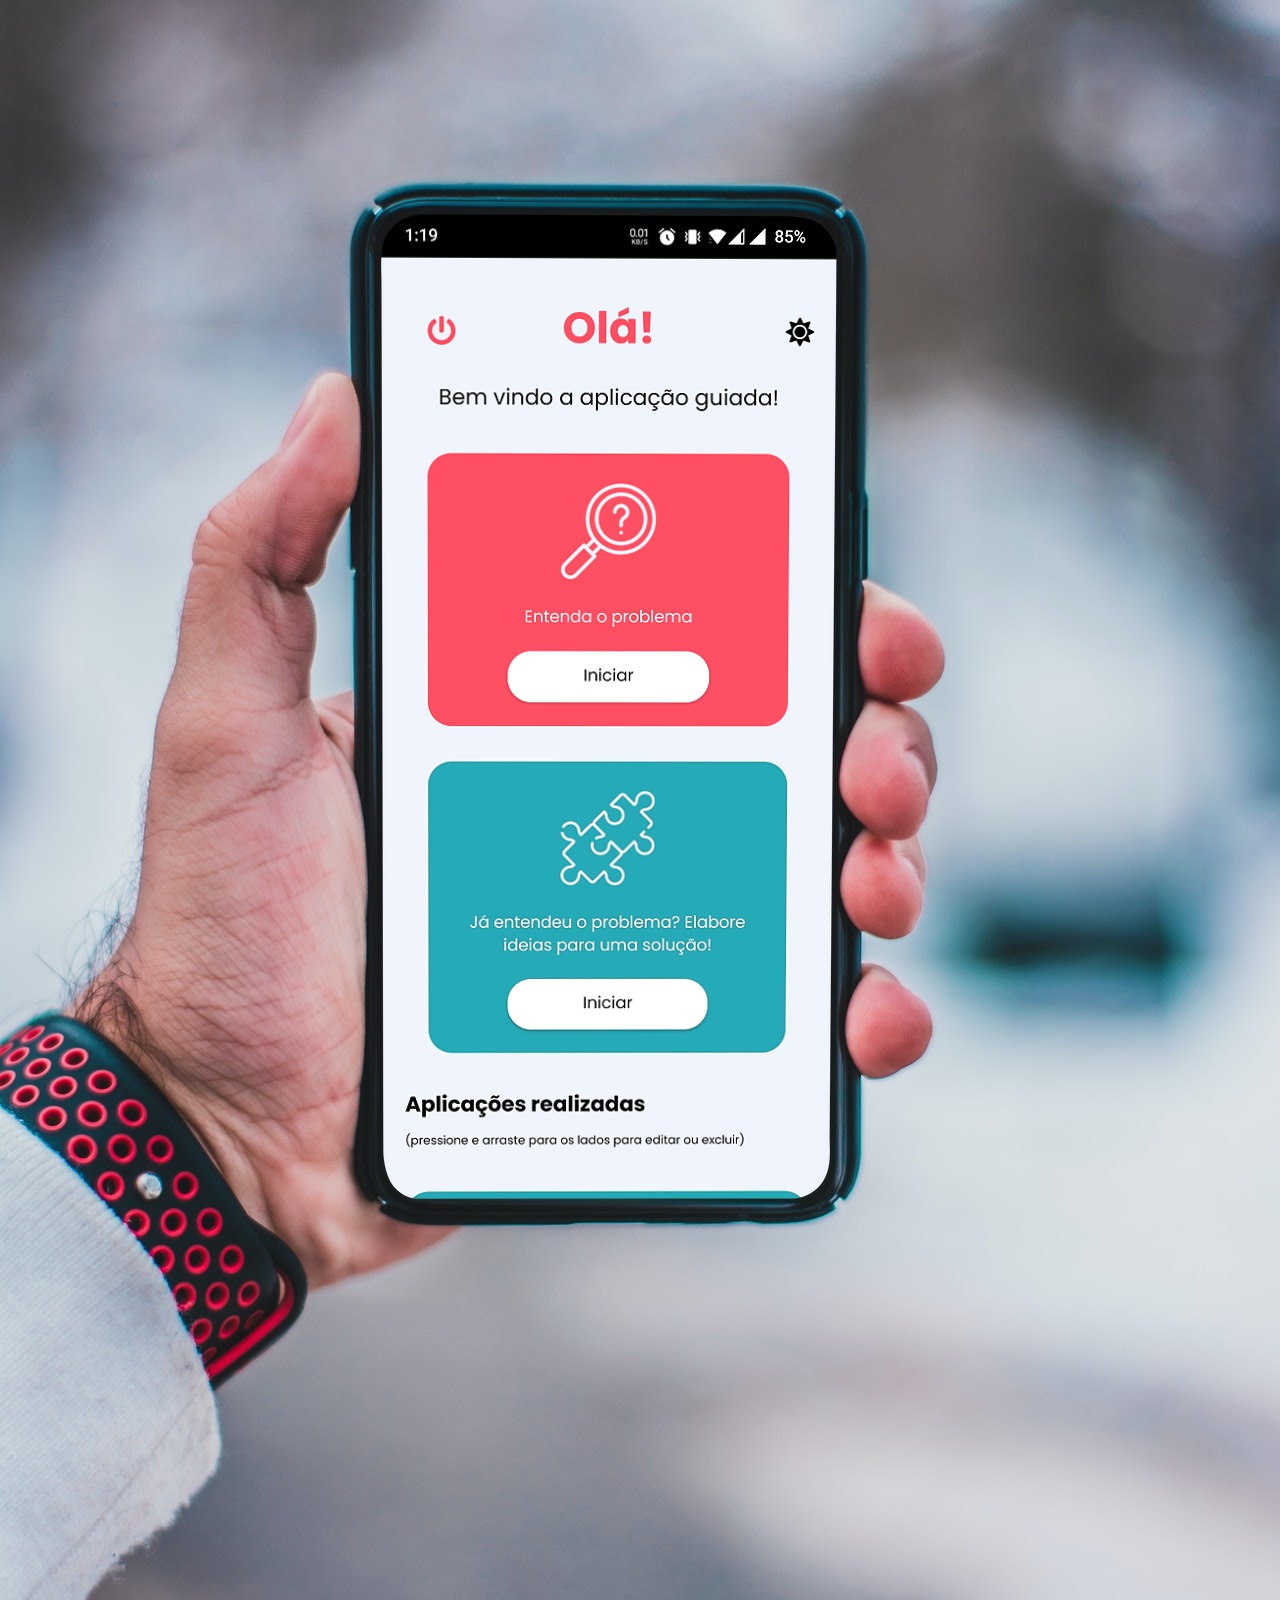 1:19
0.01
KB/S
85%
Olá!
Bem vindo a aplicação guiada!
?
Entenda o problema
Iniciar
Já entendeu o problema? Elabore
ideias para uma solução!
Iniciar
Aplicações realizadas
(pressione e arraste para os lados para editar ou excluir)